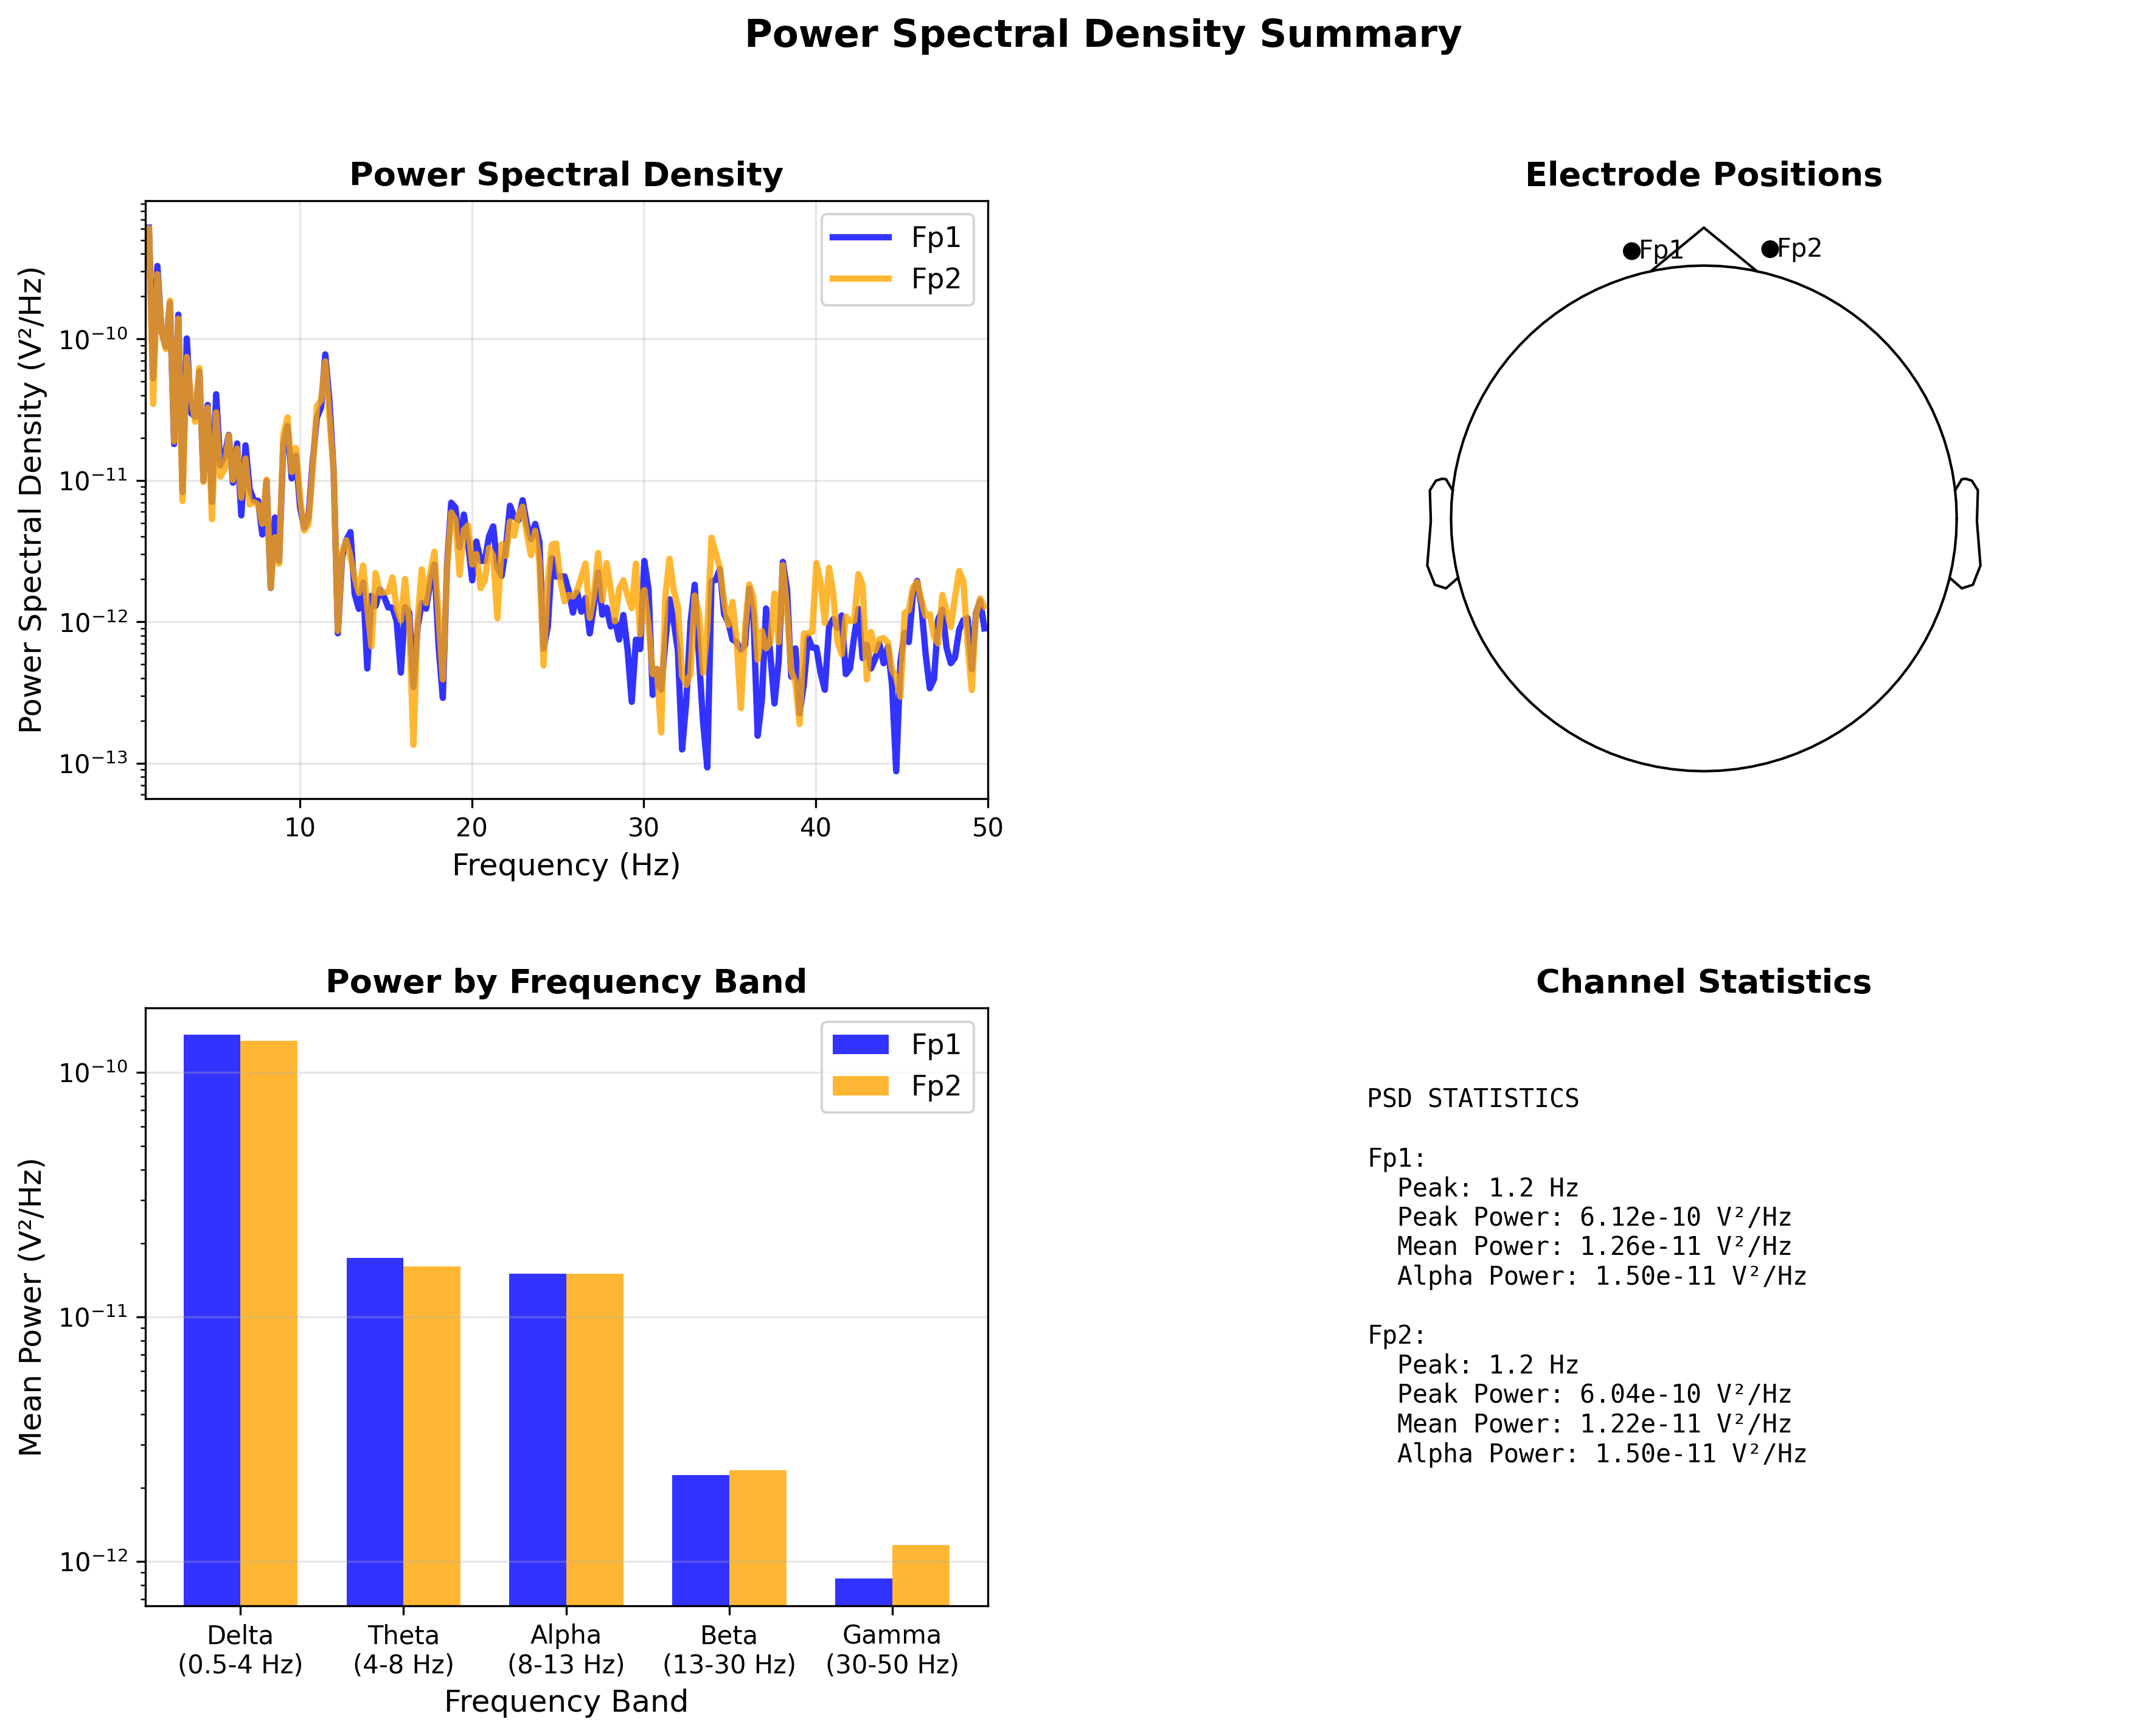 Power Spectral Density Summary
Power Spectral Density
Power Spectral Density (V²/Hz)
10⁻¹⁰
10⁻¹¹
10⁻¹²
10⁻¹³
Fp1
Fp2
10
20
30
40
50
Frequency (Hz)
Electrode Positions
Fp1
Fp2
Power by Frequency Band
Mean Power (V²/Hz)
10⁻¹⁰
10⁻¹¹
10⁻¹²
Fp1
Fp2
Delta
(0.5-4 Hz)
Theta
(4-8 Hz)
Alpha
(8-13 Hz)
Beta
(13-30 Hz)
Gamma
(30-50 Hz)
Frequency Band
Channel Statistics
PSD STATISTICS
Fp1:
Peak: 1.2 Hz
Peak Power: 6.12e-10 V²/Hz
Mean Power: 1.26e-11 V²/Hz
Alpha Power: 1.50e-11 V²/Hz
Fp2:
Peak: 1.2 Hz
Peak Power: 6.04e-10 V²/Hz
Mean Power: 1.22e-11 V²/Hz
Alpha Power: 1.50e-11 V²/Hz